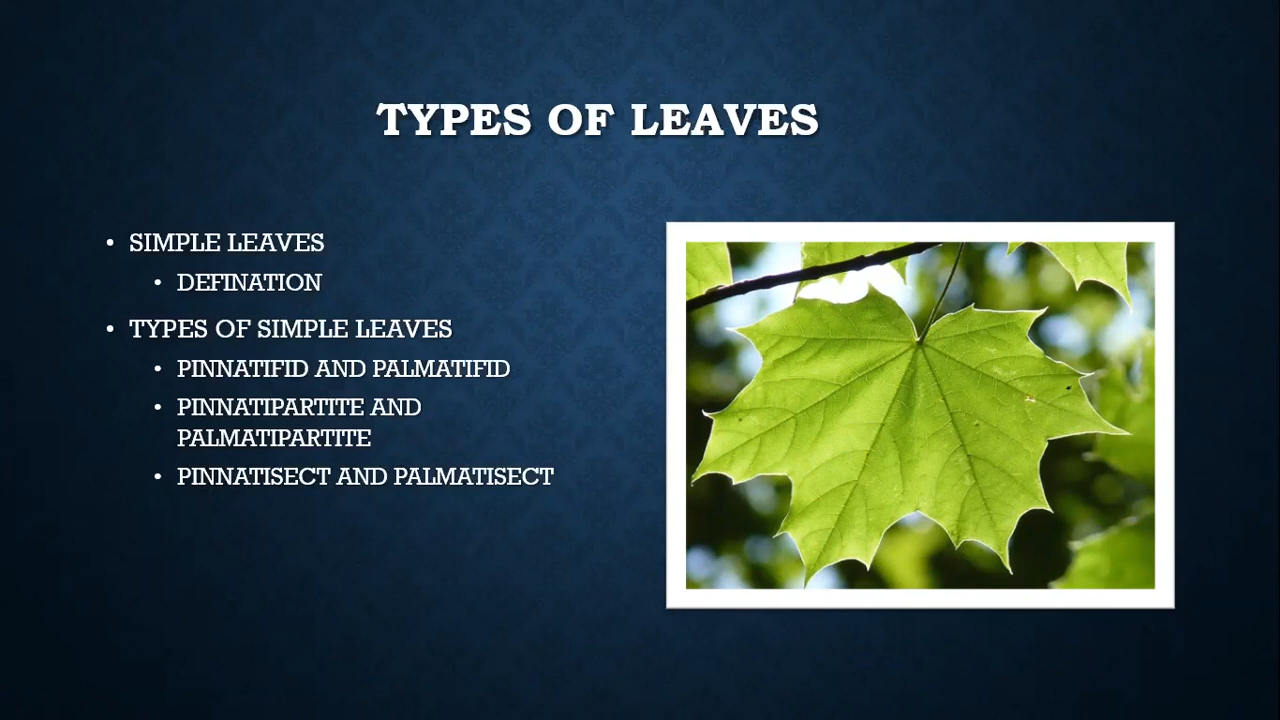 TYPES OF LEAVES
• SIMPLE LEAVES
• DEFINATION
• TYPES OF SIMPLE LEAVES
• PINNATIFID AND PALMATIFID
• PINNATIPARTITE AND
PALMATIPARTITE
• PINNATISECT AND PALMATISECT